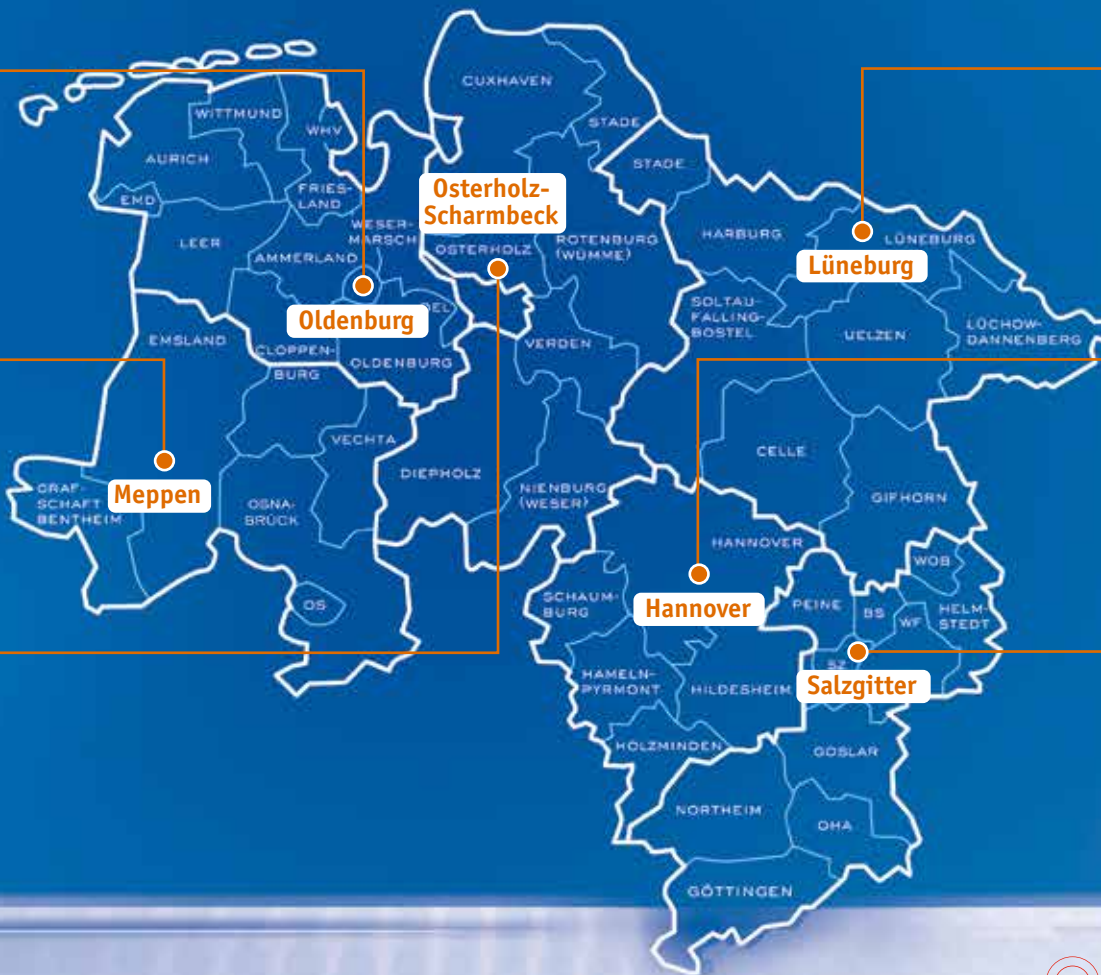 CUXHAVEN
WITTMUND
WHV
STADE
AURICH
STADE
EMD
FRIES-
LAND
Osterholz-
Scharmbeck
WESER-
MARSCH
LEER
AMMERLAND
OSTERHOLZ
ROTENBURG
(WÜMME)
HARBURG
LÜNEBURG
Lüneburg
Oldenburg
DEL
SOLTAU-
FALLING-
BOSTEL
EMSLAND
CLOPPEN-
BURG
OLDENBURG
VERDEN
UELZEN
LÜCHOW-
DANNENBERG
VECHTA
DIEPHOLZ
CELLE
Meppen
GRAF-
SCHAFT
BENTHEIM
OSNA-
BRÜCK
NIENBURG
(WESER)
GIFHORN
HANNOVER
WOB
OS
SCHAUM-
BURG
Hannover
PEINE
BS
WF
HELM-
STEDT
HAMELN-
PYRMONT
HILDESHEIM
SZ
Salzgitter
HOLZMINDEN
GOSLAR
NORTHEIM
OHA
GÖTTINGEN